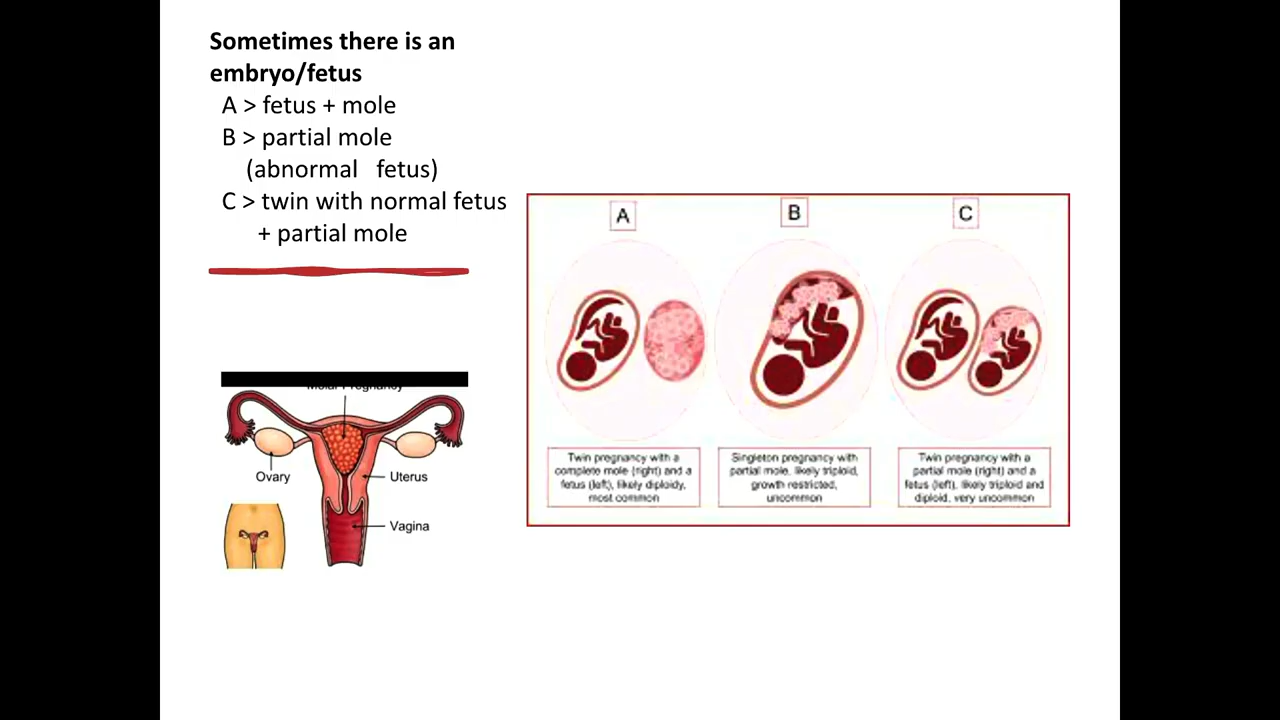 Sometimes there is an
embryo/fetus
A > fetus + mole
B > partial mole
(abnormal fetus)
C > twin with normal fetus
+ partial mole
A
B
C
Twin pregnancy with a
complete mole (right) and a
fetus (left), likely diploidy,
most common
Singleton pregnancy with
partial mole, likely triploid,
growth restricted,
uncommon
Twin pregnancy with a
partial mole (right) and a
fetus (left), likely triploid and
diploid, very uncommon
Molar Pregnancy
Ovary
Uterus
Vagina